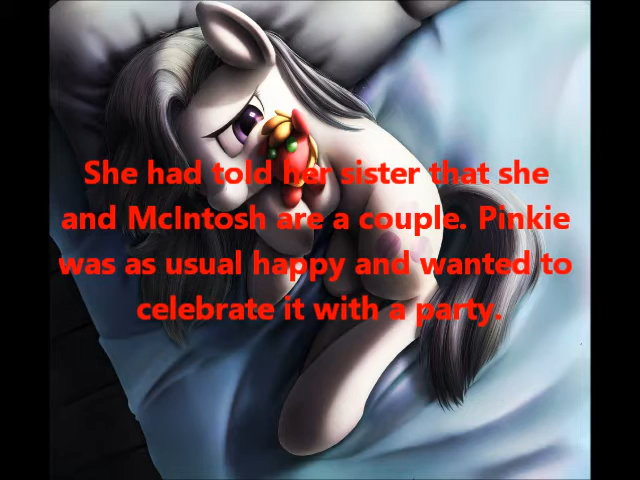 She had told her sister that she
and McIntosh are a couple. Pinkie
was as usual happy and wanted to
celebrate it with a party.